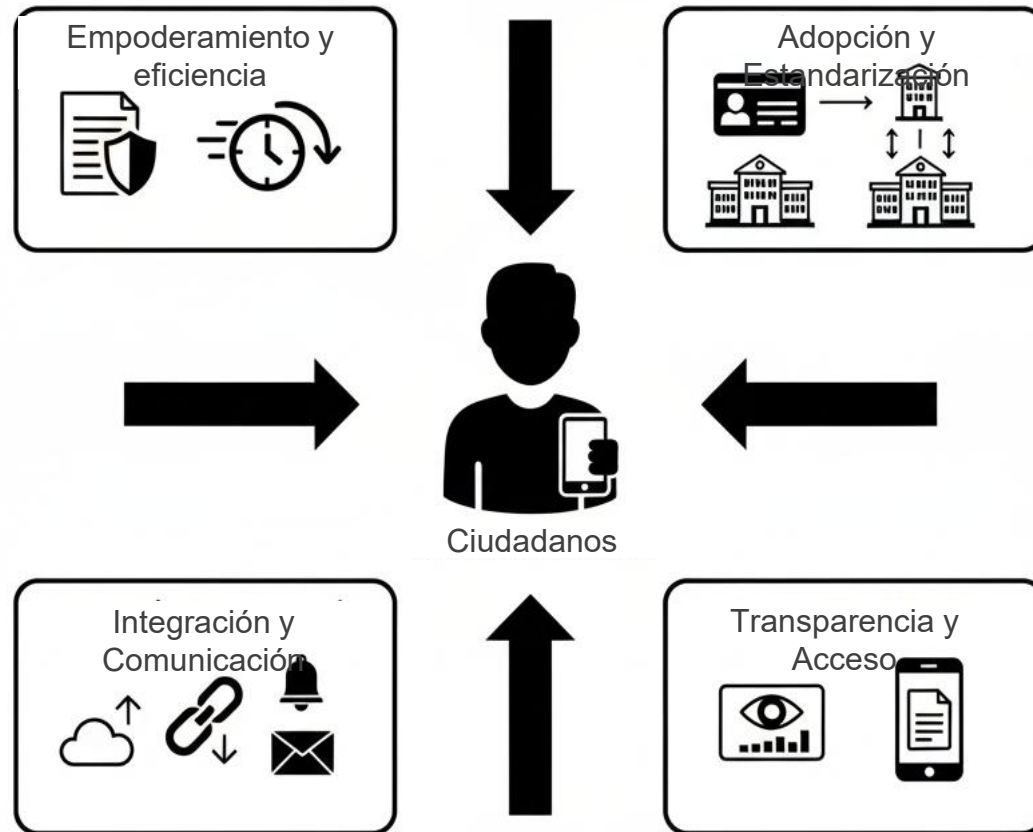 Empoderamiento y
eficiencia
Adopción y
Estandarización
Ciudadanos
Integración y
Comunicación
Transparencia y
Acceso